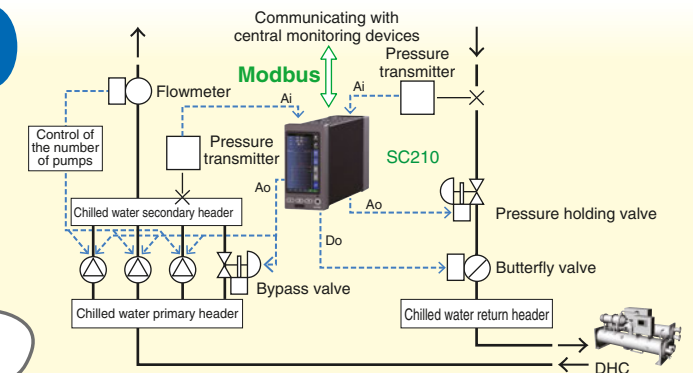 Communicating with
central monitoring devices
Modbus
Pressure
transmitter
Flowmeter
Ai
Ai
Control of
the number
of pumps
Pressure
transmitter
SC210
Ao
Ao
Chilled water secondary header
Pressure holding valve
Do
Butterfly valve
Bypass valve
Chilled water primary header
Chilled water return header
DHC